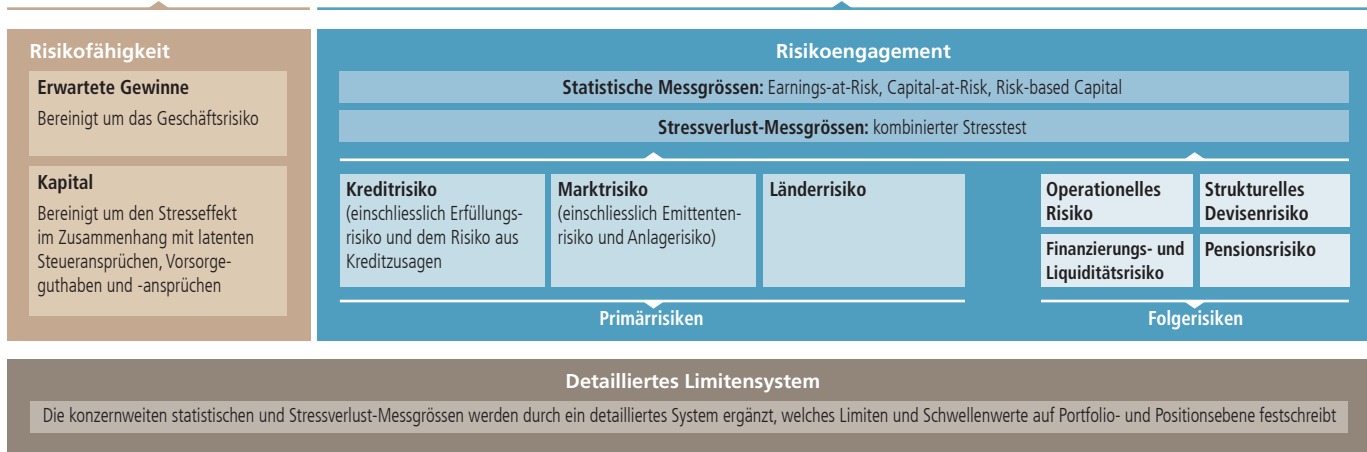 Risikofähigkeit
Erwartete Gewinne
Bereinigt um das Geschäftsrisiko
Kapital
Bereinigt um den Stresseffekt
im Zusammenhang mit latenten
Steueransprüchen, Vorsorge-
guthaben und -ansprüchen
Risikoengagement
Statistische Messgrössen: Earnings-at-Risk, Capital-at-Risk, Risk-based Capital
Stressverlust-Messgrössen: kombinierter Stresstest
Kreditrisiko
(einschliesslich Erfüllungs-
risiko und dem Risiko aus
Kreditzusagen
Marktrisiko
(einschliesslich Emittenten-
risiko und Anlagerisiko)
Länderrisiko
Primärrisiken
Operationelles
Risiko
Strukturelles
Devisenrisiko
Finanzierungs- und
Liquiditätsrisiko
Pensionsrisiko
Folgerisiken
Detailliertes Limitensystem
Die konzernweiten statistischen und Stressverlust-Messgrössen werden durch ein detailliertes System ergänzt, welches Limiten und Schwellenwerte auf Portfolio- und Positionsebene festschreibt